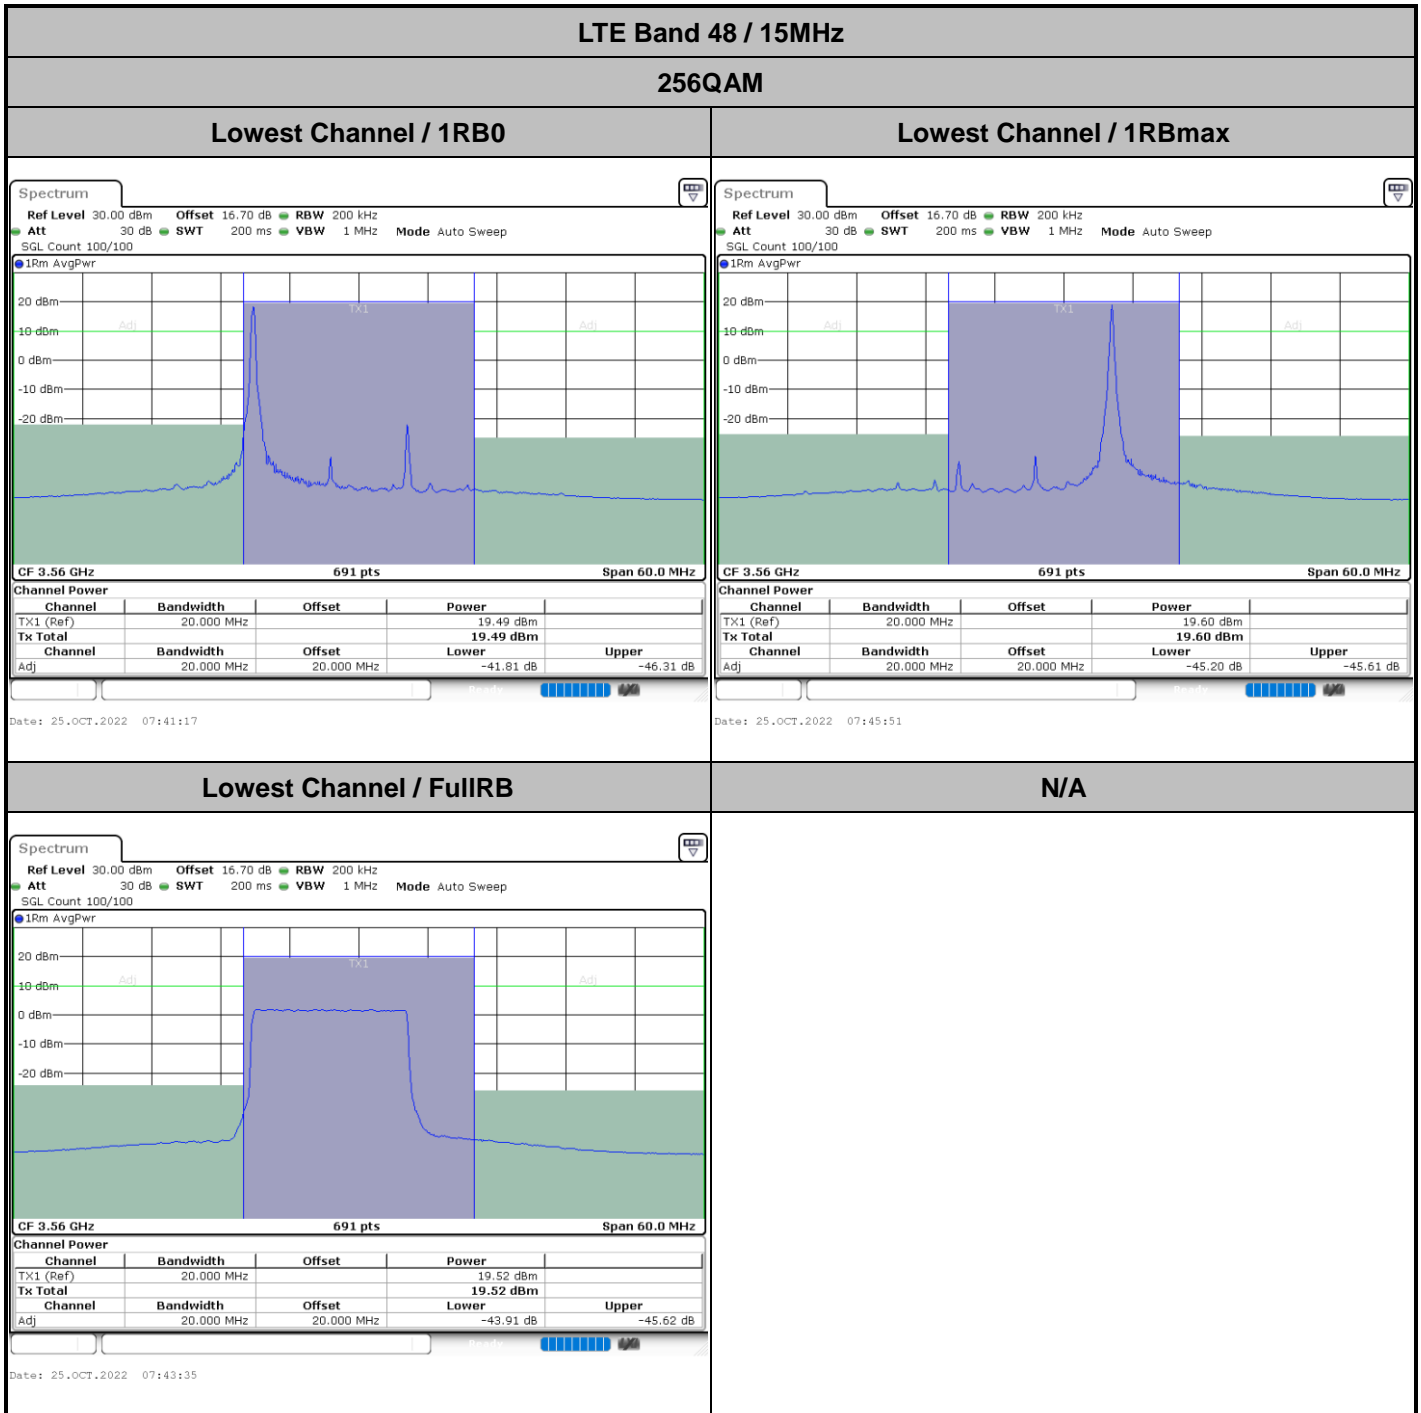 LTE Band 48 / 15MHz
256QAM
Lowest Channel / 1RB0
Lowest Channel / 1RBmax
Spectrum
Ref Level 30.00 dBm Offset 16.70 dB RBW 200 kHz
Att 30 dB SWT 200 ms VBW 1 MHz Mode Auto Sweep
SGL Count 100/100
1Rm AvgPwr
TX1
20 dBm
Adj Adj
10 dBm
0 dBm
-10 dBm
-20 dBm
CF 3.56 GHz 691 pts Span 60.0 MHz
Channel Power
Channel Bandwidth Offset Power
TX1 (Ref) 20.000 MHz 19.49 dBm
Tx Total 19.49 dBm
Channel Bandwidth Offset Lower Upper
Adj 20.000 MHz 20.000 MHz -41.81 dB -46.31 dB
Ready
Date: 25.OCT.2022 07:41:17
Spectrum
Ref Level 30.00 dBm Offset 16.70 dB RBW 200 kHz
Att 30 dB SWT 200 ms VBW 1 MHz Mode Auto Sweep
SGL Count 100/100
1Rm AvgPwr
TX1
20 dBm
Adj Adj
10 dBm
0 dBm
-10 dBm
-20 dBm
CF 3.56 GHz 691 pts Span 60.0 MHz
Channel Power
Channel Bandwidth Offset Power
TX1 (Ref) 20.000 MHz 19.60 dBm
Tx Total 19.60 dBm
Channel Bandwidth Offset Lower Upper
Adj 20.000 MHz 20.000 MHz -45.20 dB -45.61 dB
Ready
Date: 25.OCT.2022 07:45:51
Lowest Channel / FullRB
N/A
Spectrum
Ref Level 30.00 dBm Offset 16.70 dB RBW 200 kHz
Att 30 dB SWT 200 ms VBW 1 MHz Mode Auto Sweep
SGL Count 100/100
1Rm AvgPwr
TX1
20 dBm
Adj Adj
10 dBm
0 dBm
-10 dBm
-20 dBm
CF 3.56 GHz 691 pts Span 60.0 MHz
Channel Power
Channel Bandwidth Offset Power
TX1 (Ref) 20.000 MHz 19.52 dBm
Tx Total 19.52 dBm
Channel Bandwidth Offset Lower Upper
Adj 20.000 MHz 20.000 MHz -43.91 dB -45.62 dB
Ready
Date: 25.OCT.2022 07:43:35